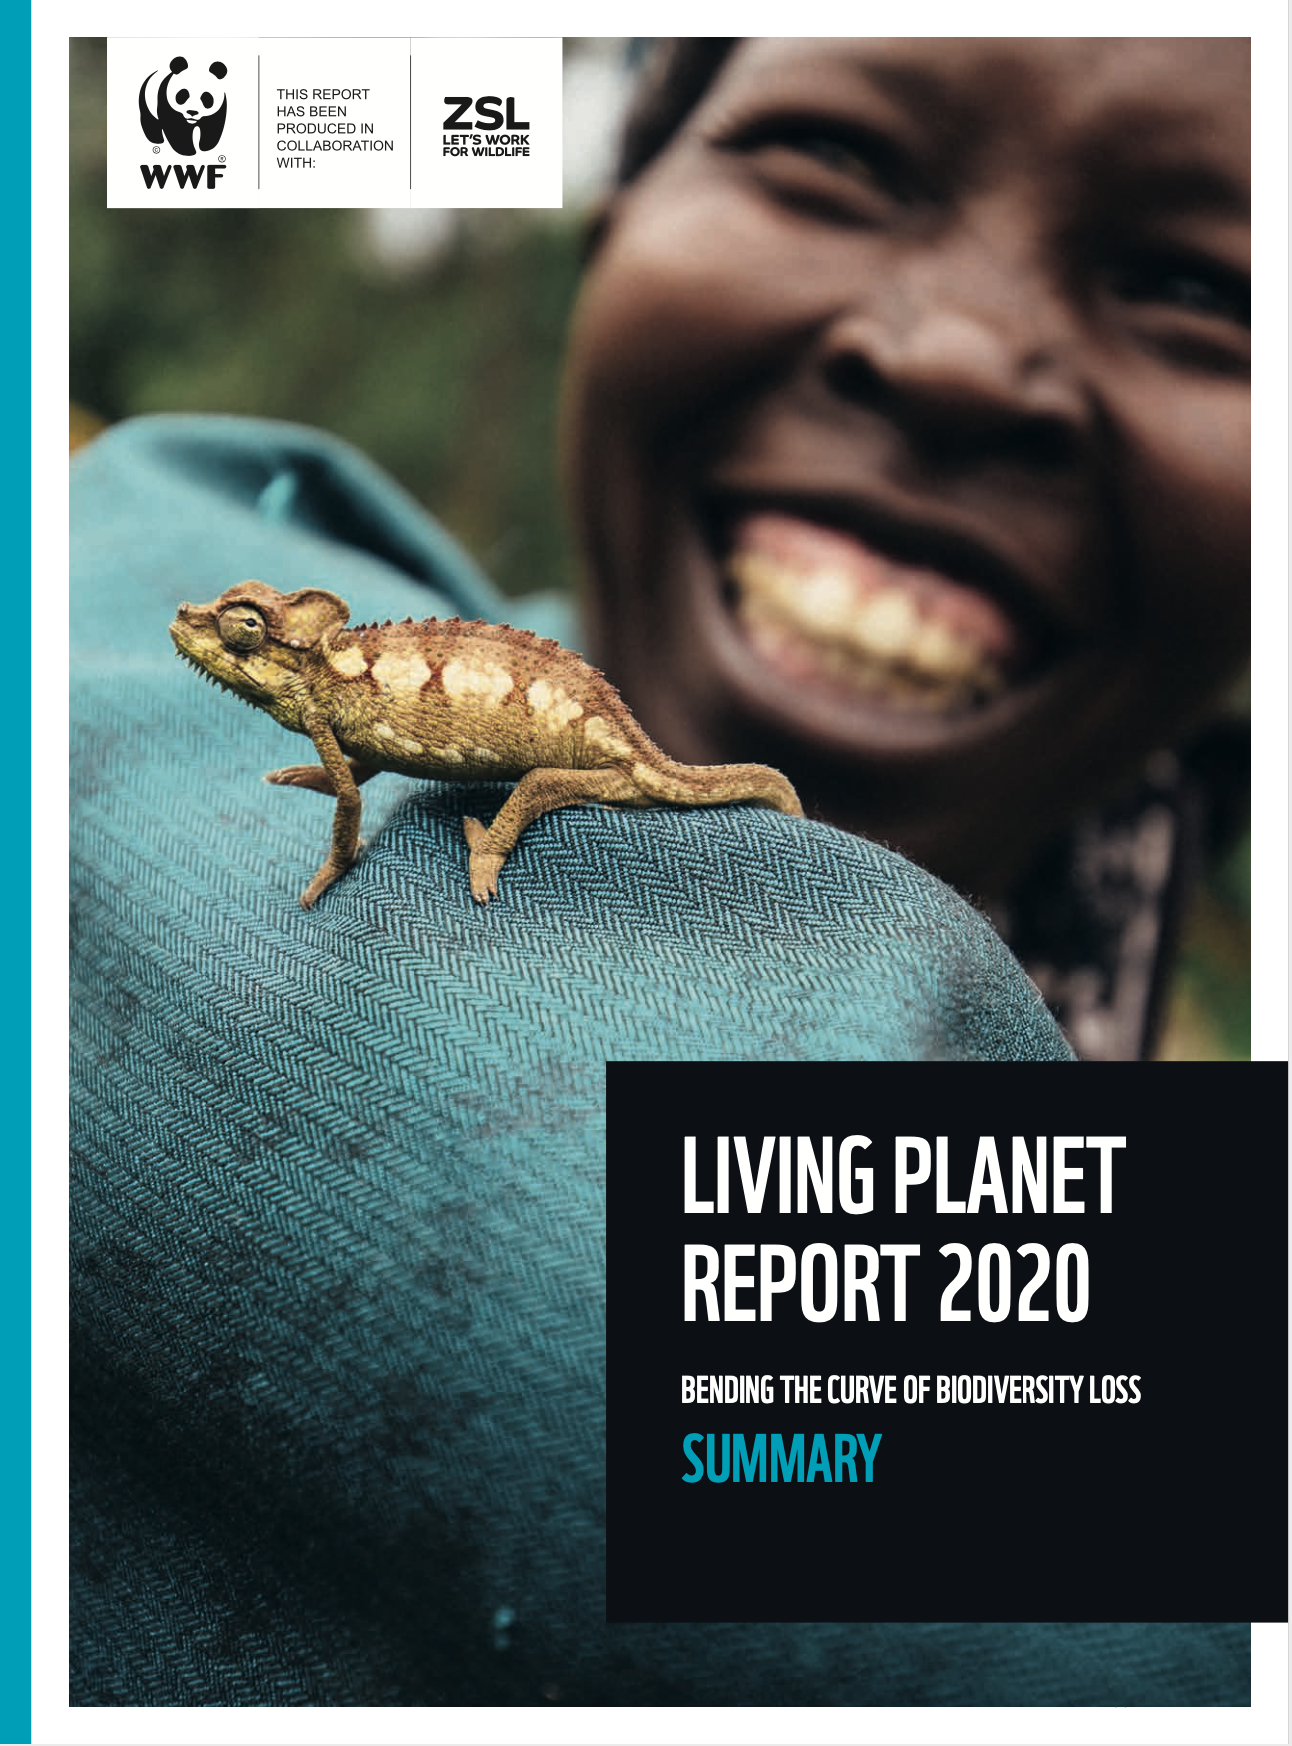 WWF
THIS REPORT
HAS BEEN
PRODUCED IN
COLLABORATION
WITH:
ZSL
LET'S WORK
FOR WILDLIFE
LIVING PLANET
REPORT 2020
BENDING THE CURVE OF BIODIVERSITY LOSS
SUMMARY